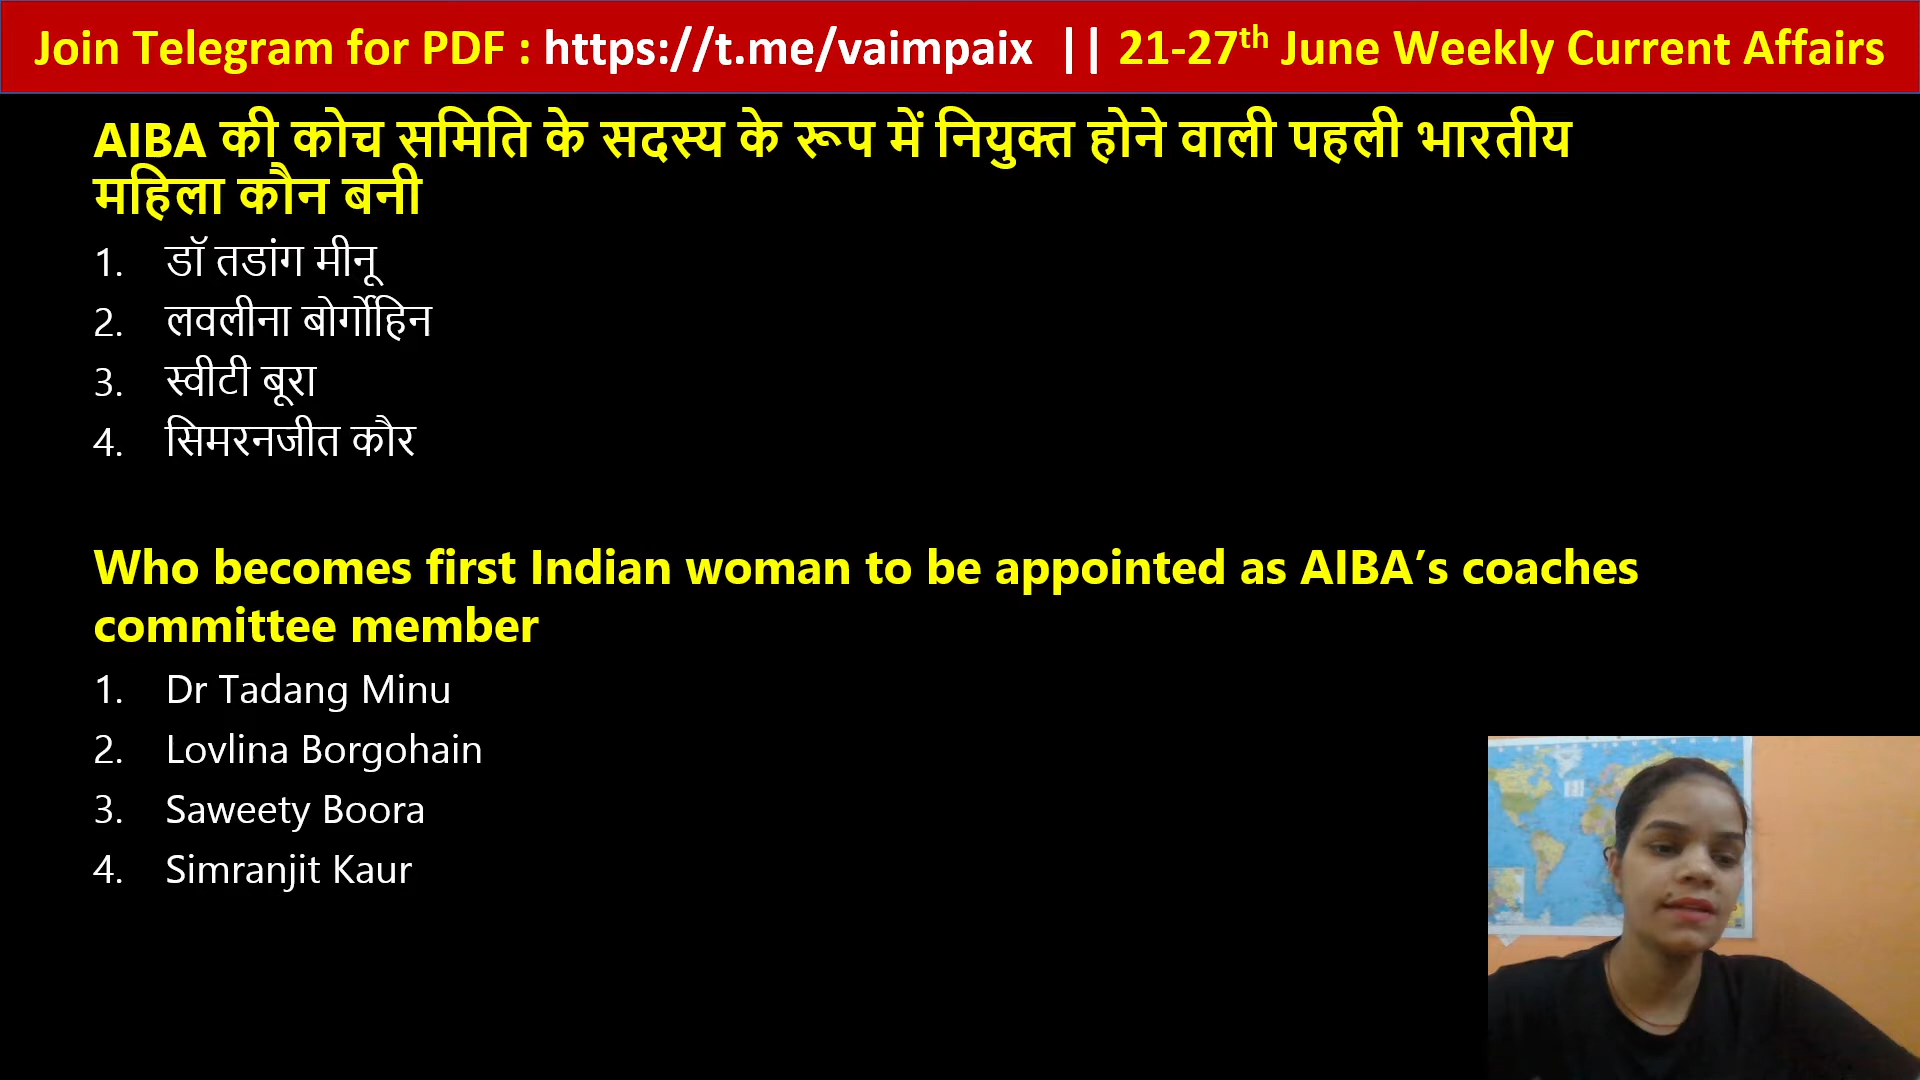 Join Telegram for PDF : https://t.me/vaimpaix || 21-27th June Weekly Current Affairs
AIBA की कोच समिति के सदस्य के रूप में नियुक्त होने वाली पहली भारतीय
महिला कौन बनी
1. डॉ तडांग मीनू
2. लवलीना बोर्गोहिन
3. स्वीटी बूरा
4. सिमरनजीत कौर
Who becomes first Indian woman to be appointed as AIBA’s coaches
committee member
1. Dr Tadang Minu
2. Lovlina Borgohain
3. Saweety Boora
4. Simranjit Kaur